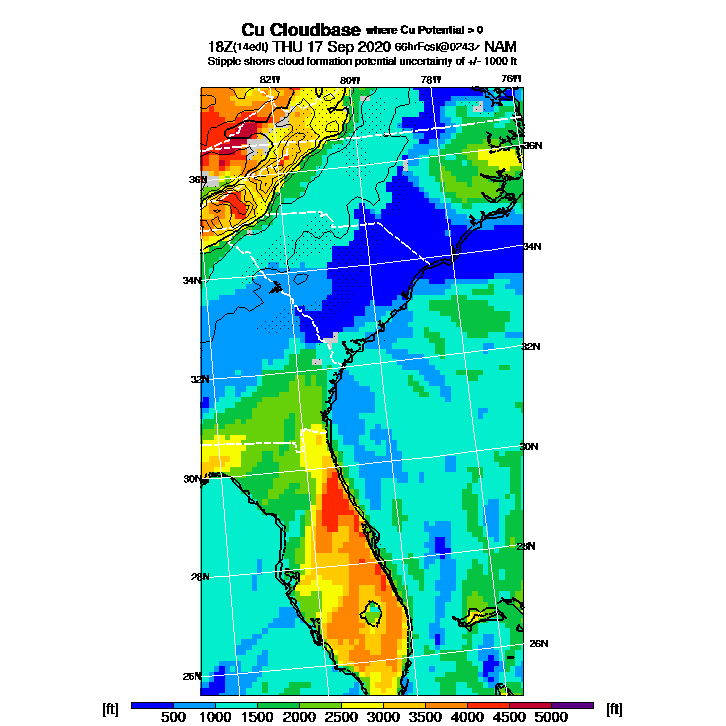 Cu Cloudbase where Cu Potential > 0
18Z(14edt) THU 17 Sep 2020 66hrFcst@0243z NAM
Stipple shows cloud formation potential uncertainty of +/- 1000 ft
82W 80W 78W 76W
36N
36N
34N
34N
32N
32N
30N
30N
28N
28N
26N
26N
[ft] [ft]
500 1000 1500 2000 2500 3000 3500 4000 4500 5000